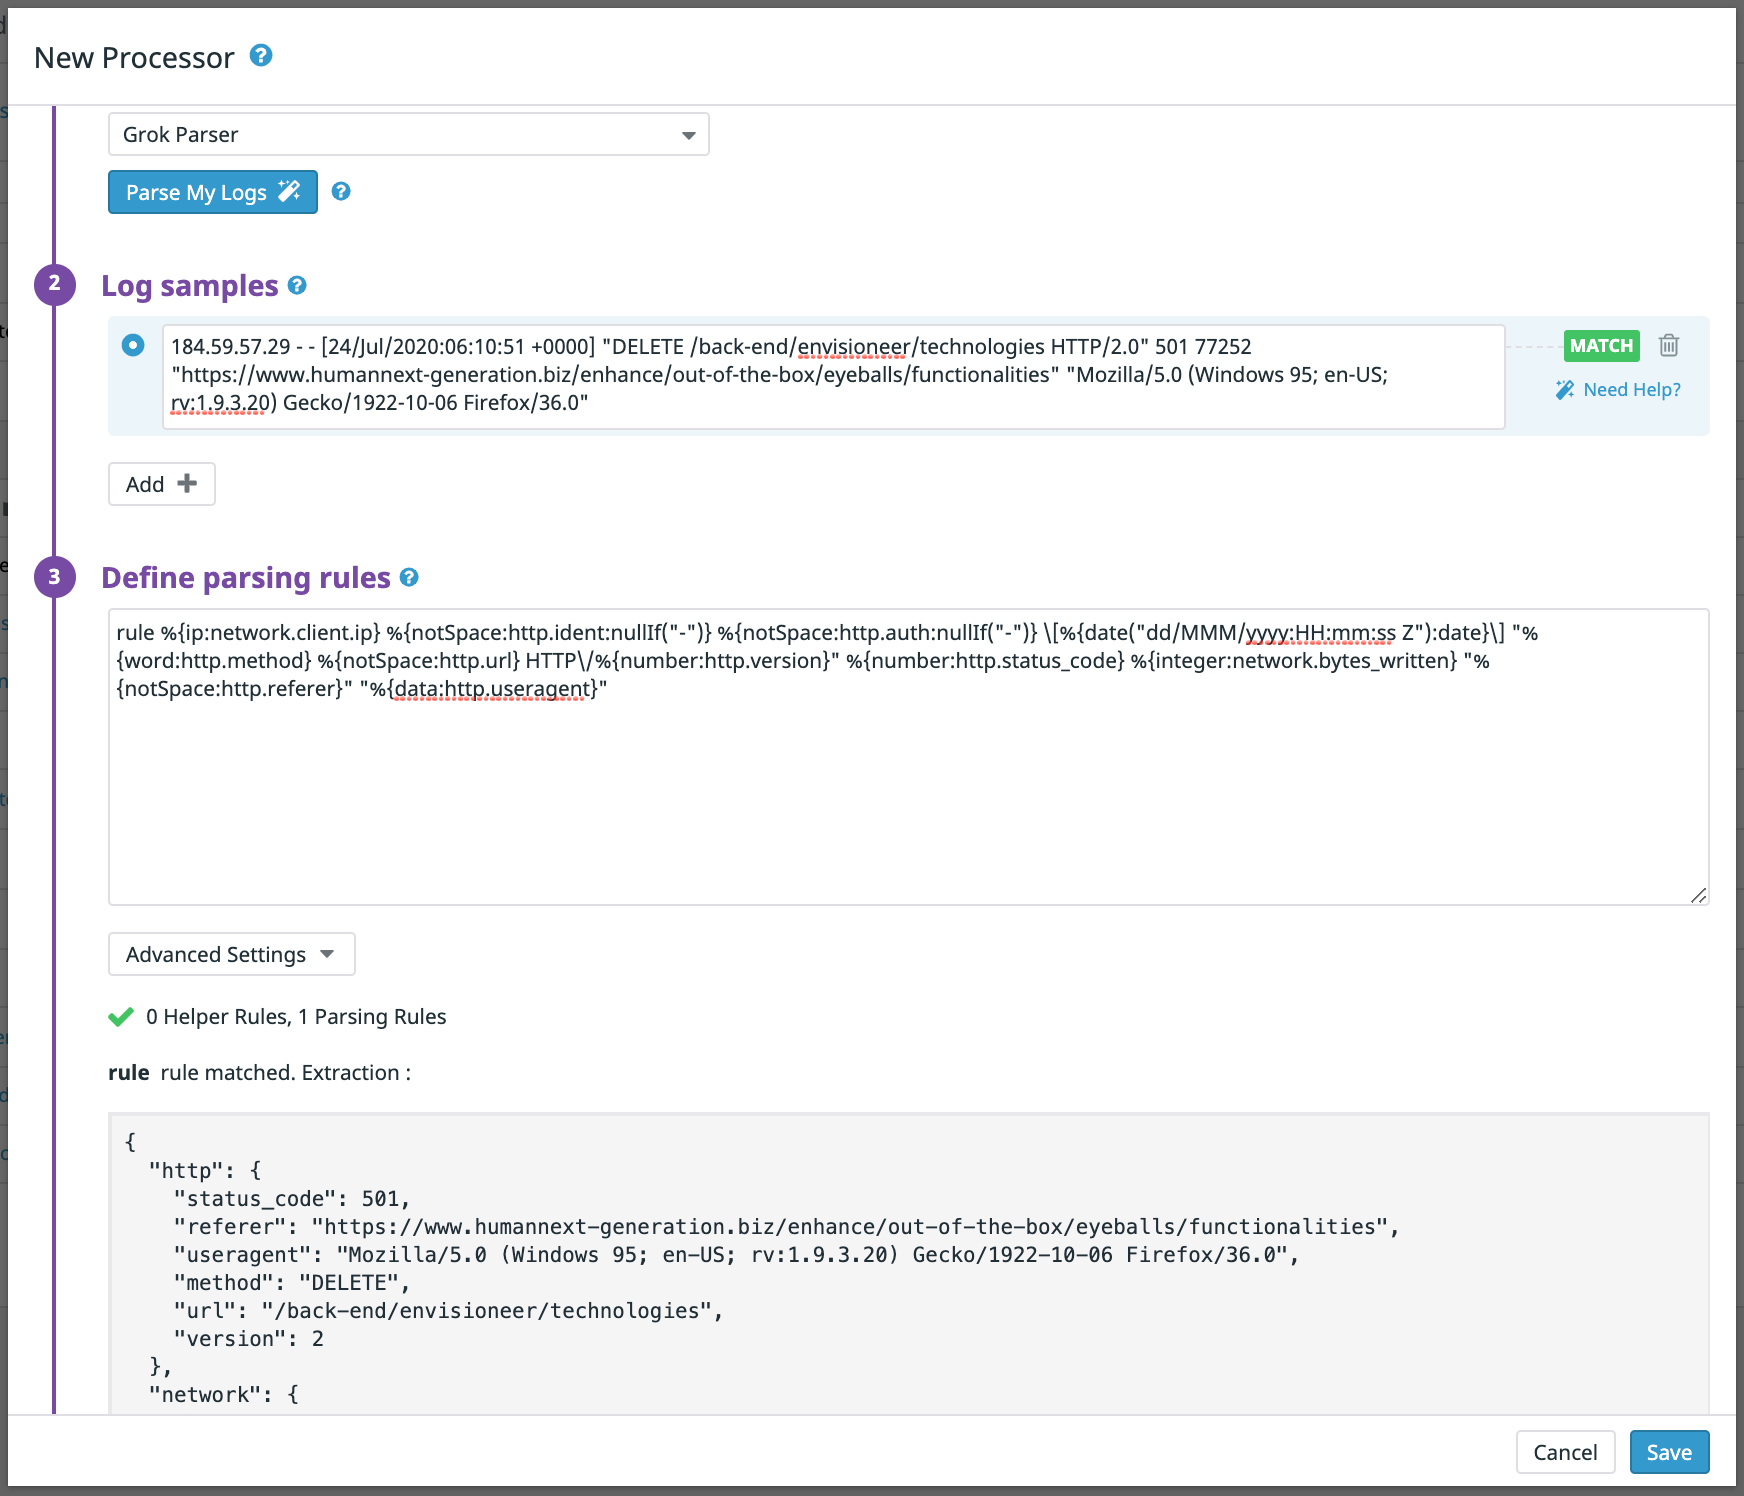 New Processor
Grok Parser
Parse My Logs
2
Log samples
184.59.57.29 - - [24/Jul/2020:06:10:51 +0000] "DELETE /back-end/envisioneer/technologies HTTP/2.0" 501 77252
"https://www.humannext-generation.biz/enhance/out-of-the-box/eyeballs/functionalities" "Mozilla/5.0 (Windows 95; en-US;
rv:1.9.3.20) Gecko/1922-10-06 Firefox/36.0"
MATCH
Need Help?
Add
3
Define parsing rules
rule %{ip:network.client.ip} %{notSpace:http.ident:nullIf("-")} %{notSpace:http.auth:nullIf("-")} \[%{date("dd/MMM/yyyy:HH:mm:ss Z"):date}\] "%
{word:http.method} %{notSpace:http.url} HTTP\/%{number:http.version}" %{number:http.status_code} %{integer:network.bytes_written} "%
{notSpace:http.referer}" "%{data:http.useragent}"
Advanced Settings
0 Helper Rules, 1 Parsing Rules
rule rule matched. Extraction :
{
"http": {
"status_code": 501,
"referer": "https://www.humannext-generation.biz/enhance/out-of-the-box/eyeballs/functionalities",
"useragent": "Mozilla/5.0 (Windows 95; en-US; rv:1.9.3.20) Gecko/1922-10-06 Firefox/36.0",
"method": "DELETE",
"url": "/back-end/envisioneer/technologies",
"version": 2
},
"network": {
Cancel
Save